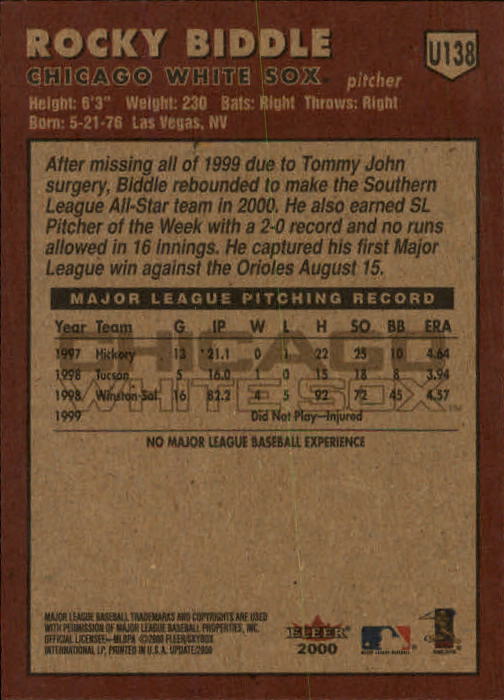 ROCKY BIDDLE
U138
CHICAGO WHITE SOX pitcher
Height: 6'3" Weight: 230 Bats: Right Throws: Right
Born: 5-21-76 Las Vegas, NV
After missing all of 1999 due to Tommy John
surgery, Biddle rebounded to make the Southern
League All-Star team in 2000. He also earned SL
Pitcher of the Week with a 2-0 record and no runs
allowed in 16 innings. He captured his first Major
League win against the Orioles August 15.
MAJOR LEAGUE PITCHING RECORD
Year Team G IP W L H SO BB ERA
CHICAGO
WHITE SOX
1997 Hickory 13 21.1 0 1 22 25 10 4.64
1998 Tucson 5 16.0 1 0 15 18 8 3.94
1998 Winston-Sal. 16 82.2 4 5 92 72 45 4.57
1999 Did Not Play—Injured
NO MAJOR LEAGUE BASEBALL EXPERIENCE
MAJOR LEAGUE BASEBALL TRADEMARKS AND COPYRIGHTS ARE USED
WITH PERMISSION OF MAJOR LEAGUE BASEBALL PROPERTIES, INC.
OFFICIAL LICENSEE—MLBPA ©2000 FLEER/SKYBOX
INTERNATIONAL LP, PRINTED IN U.S.A. UPDATE/2000
FLEER
2000